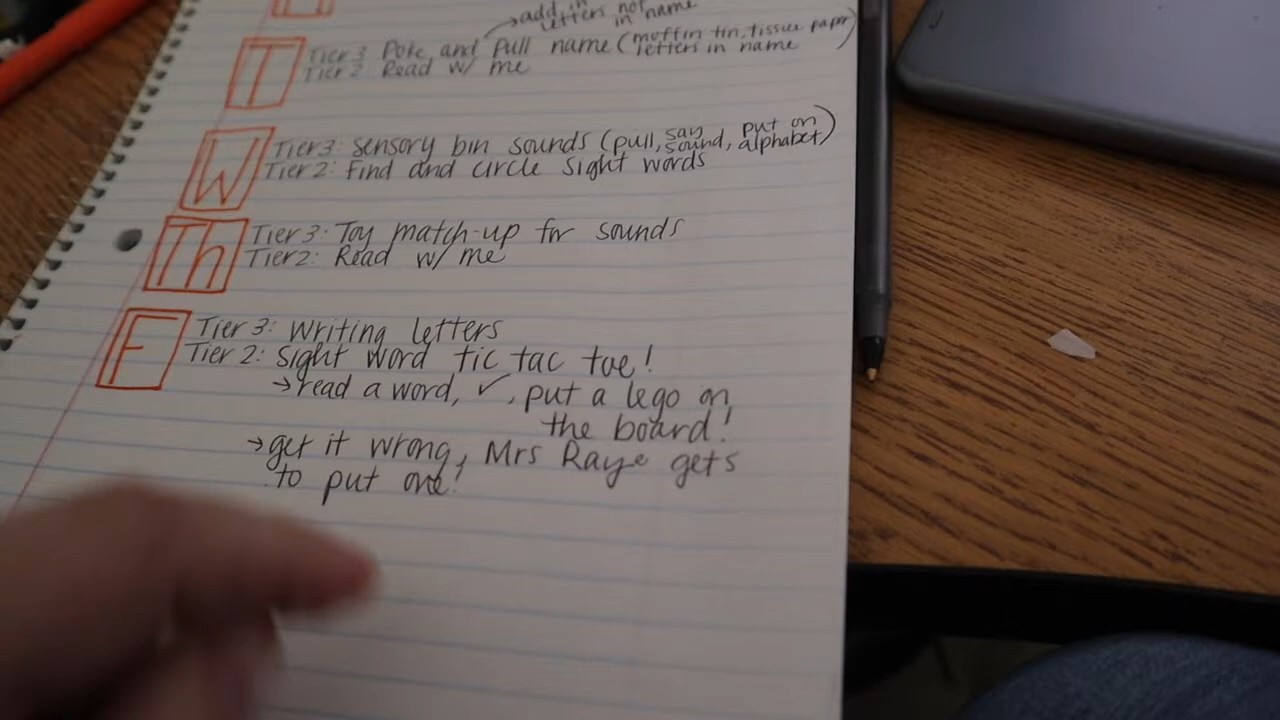 →add in
letters not
in name
T Tier 3 Poke and Pull name (muffin tin, tissue paper)
letters in name
Tier 2 Read w/ me
W Tier 3: Sensory bin sounds (pull, say sound, put on alphabet)
Tier 2: Find and circle sight words
Th Tier 3: Toy match-up for sounds
Tier 2: Read w/ me
F Tier 3: Writing letters
Tier 2: Sight word tic tac toe!
→read a word, ✓, put a lego on
the board!
→get it wrong, Mrs Raye gets
to put one!